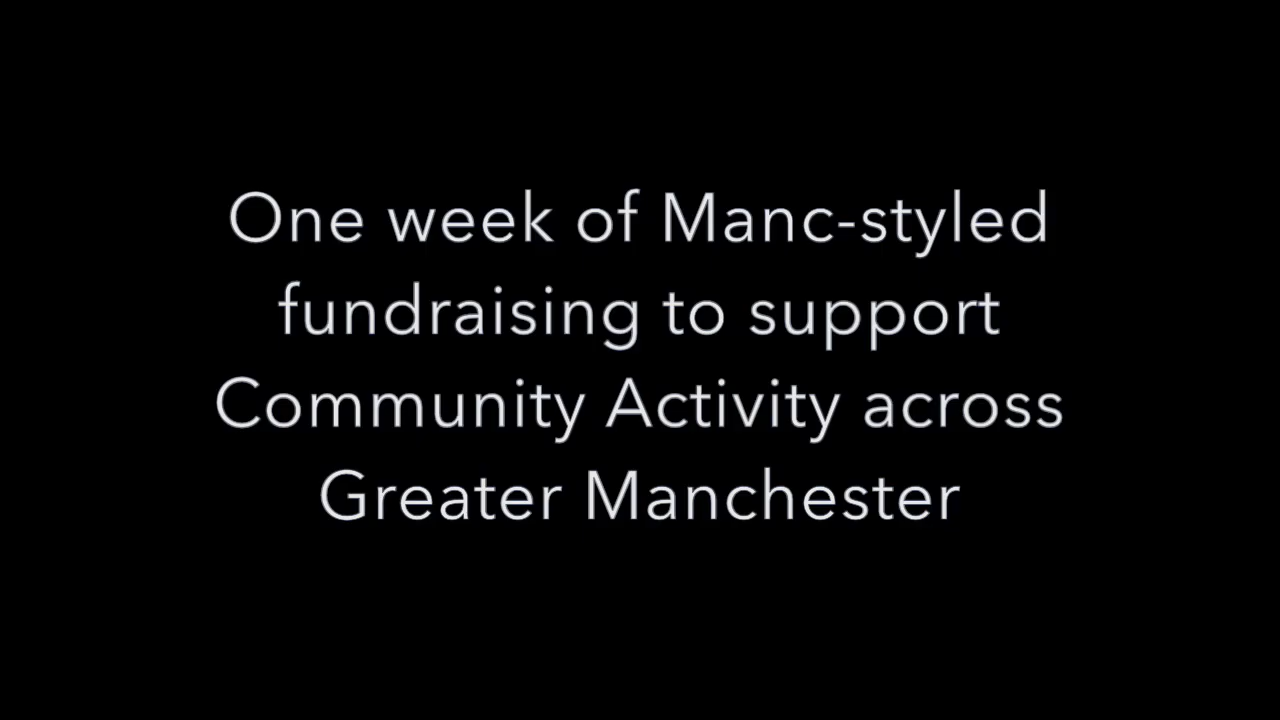 One week of Manc-styled
fundraising to support
Community Activity across
Greater Manchester